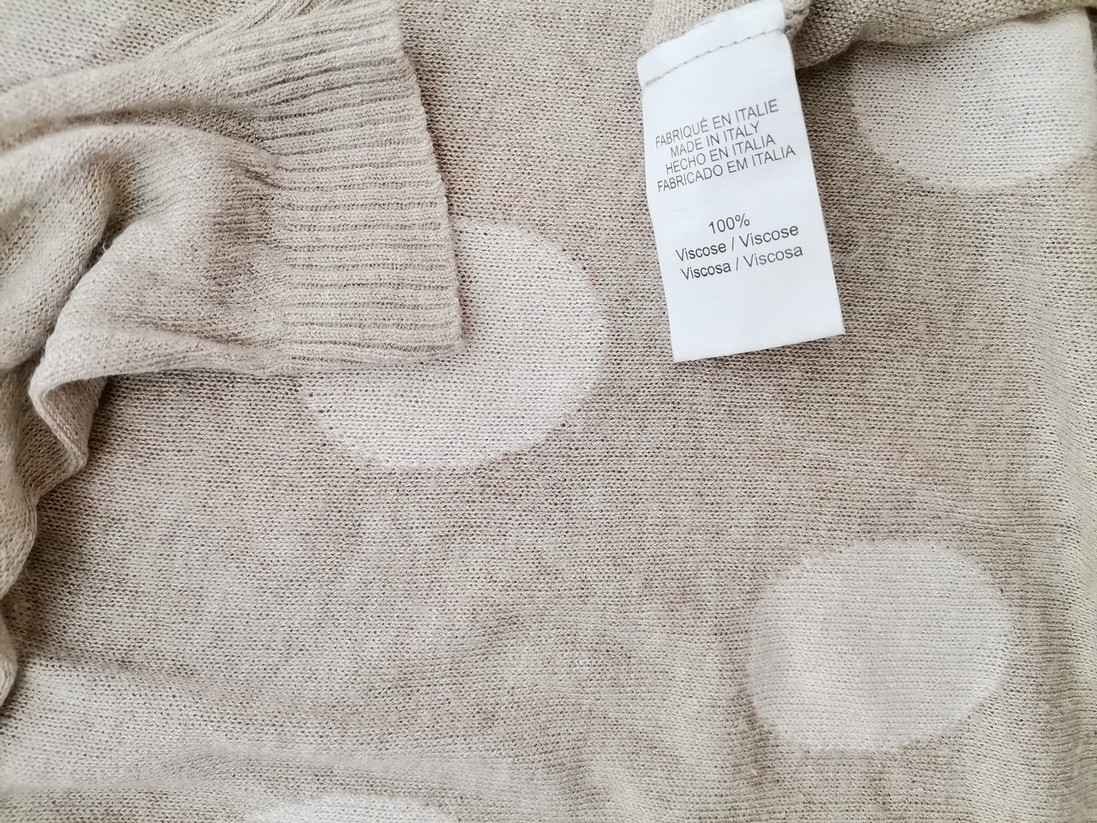 FABRIQUÉ EN ITALIE
MADE IN ITALY
HECHO EN ITALIA
FABRICADO EM ITALIA
100%
Viscose / Viscose
Viscosa / Viscosa